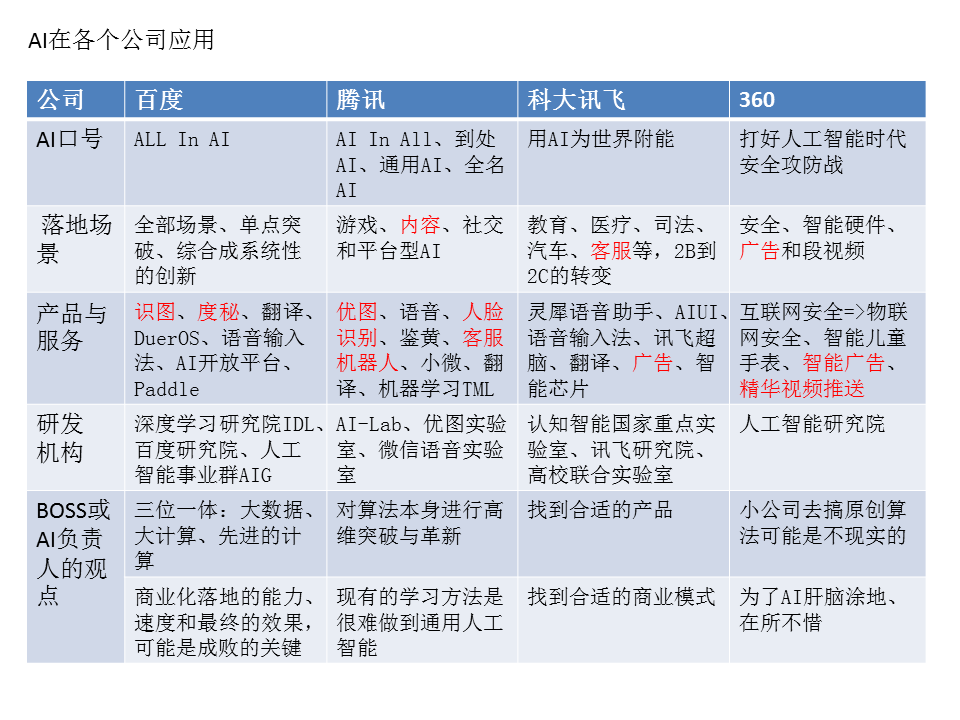 AI在各个公司应用
公司
百度
腾讯
科大讯飞
360
AI口号
ALL In AI
AI In All、到处
AI、通用AI、全名
AI
用AI为世界附能
打好人工智能时代
安全攻防战
落地场
景
全部场景、单点突
破、综合成系统性
的创新
游戏、内容、社交
和平台型AI
教育、医疗、司法、
汽车、客服等，2B到
2C的转变
安全、智能硬件、
广告和段视频
产品与
服务
识图、度秘、翻译、
DuerOS、语音输入
法、AI开放平台、
Paddle
优图、语音、人脸
识别、鉴黄、客服
机器人、小微、翻
译、机器学习TML
灵犀语音助手、AIUI、
语音输入法、讯飞超
脑、翻译、广告、智
能芯片
互联网安全=>物联
网安全、智能儿童
手表、智能广告、
精华视频推送
研发
机构
深度学习研究院IDL、
百度研究院、人工
智能事业群AIG
AI-Lab、优图实验
室、微信语音实验
室
认知智能国家重点实
验室、讯飞研究院、
高校联合实验室
人工智能研究院
BOSS或
AI负责
人的观
点
三位一体：大数据、
大计算、先进的计
算
对算法本身进行高
维突破与革新
找到合适的产品
小公司去搞原创算
法可能是不现实的
商业化落地的能力、
速度和最终的效果，
可能是成败的关键
现有的学习方法是
很难做到通用人工
智能
找到合适的商业模式
为了AI肝脑涂地、
在所不惜